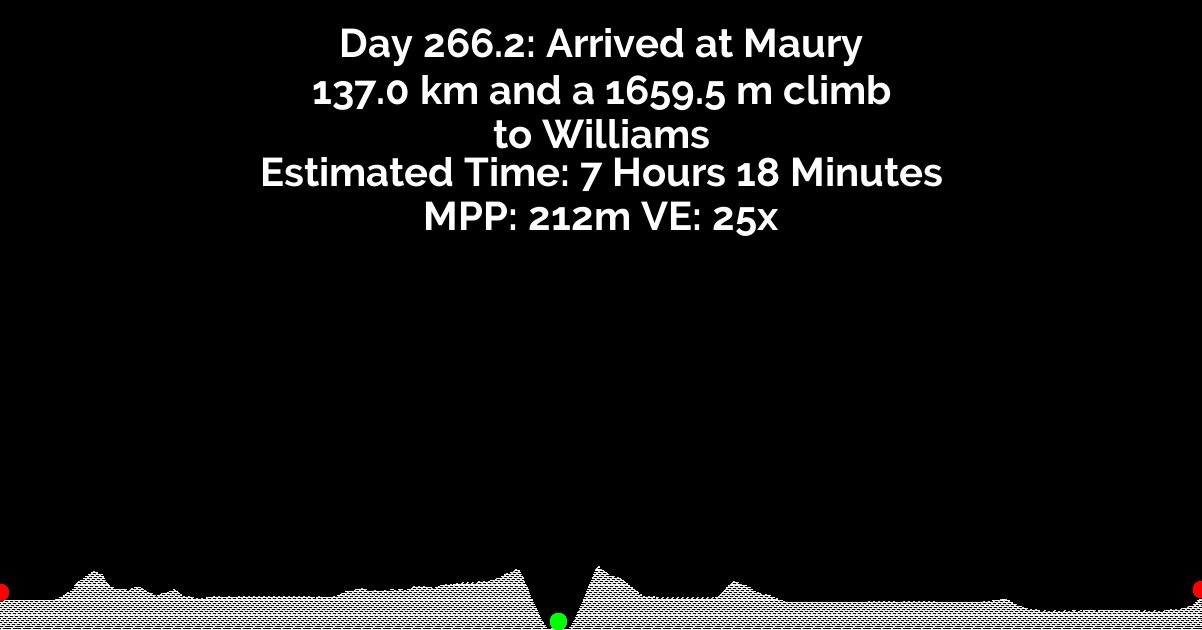 Day 266.2: Arrived at Maury
137.0 km and a 1659.5 m climb
to Williams
Estimated Time: 7 Hours 18 Minutes
MPP: 212m VE: 25x